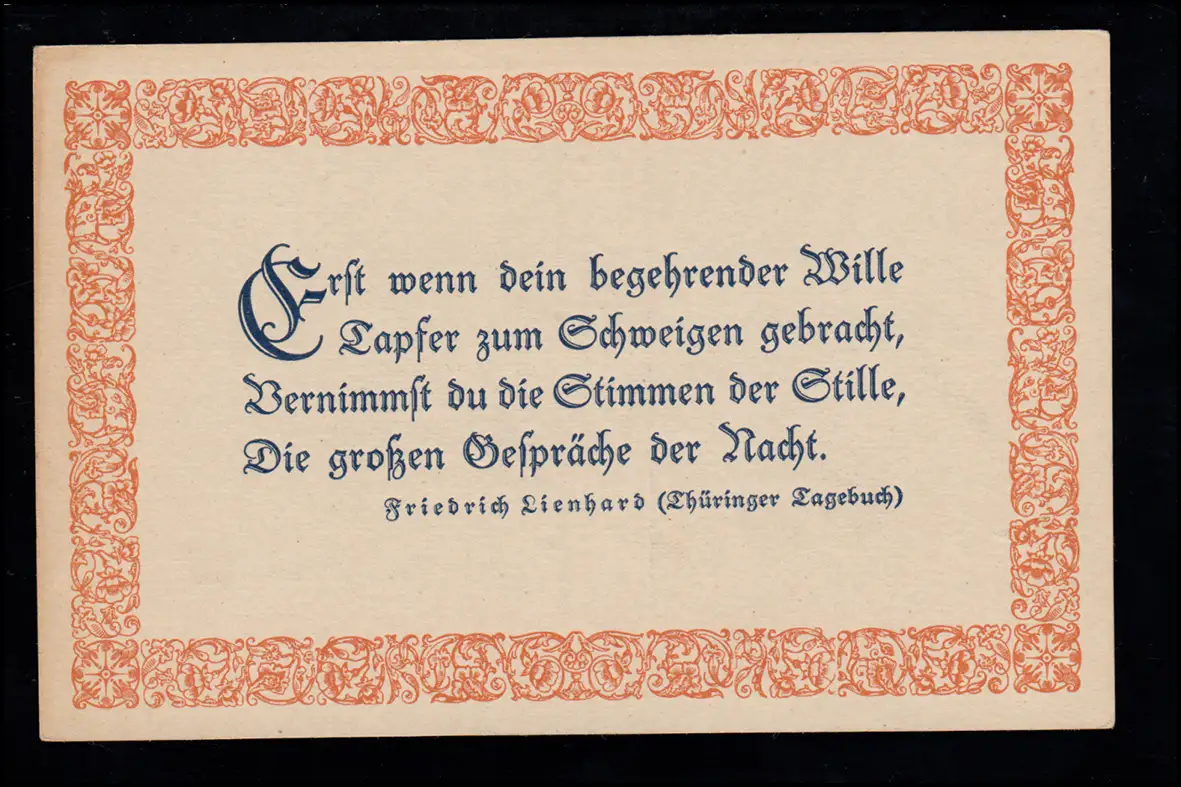 Erst wenn dein begehrender Wille
Tapfer zum Schweigen gebracht,
Vernimmst du die Stimmen der Stille,
Die großen Gespräche der Nacht.
Friedrich Lienhard (Thüringer Tagebuch)